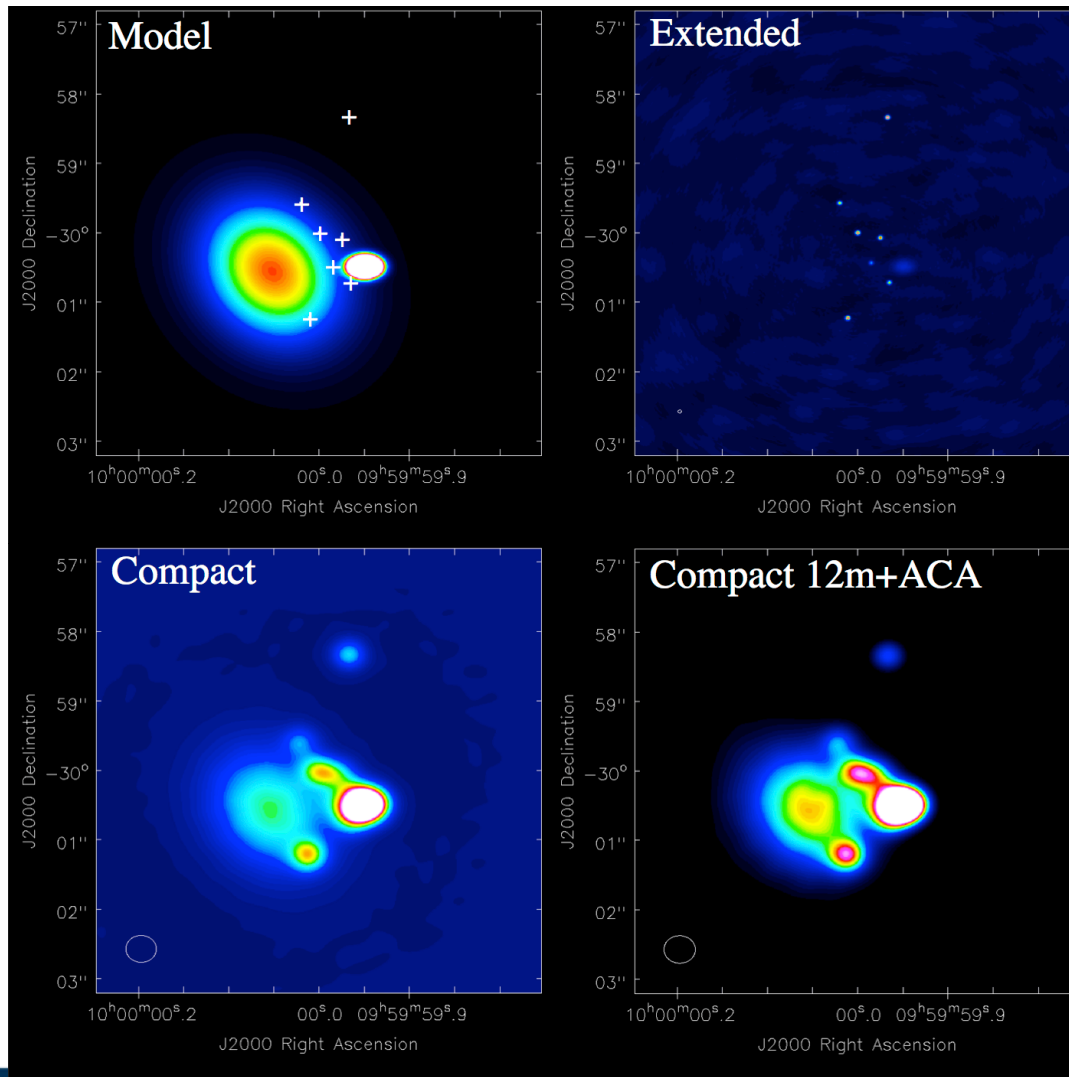 Model
57''
58''
59''
-30°
01''
02''
03''
J2000 Declination
10ʰ00ᵐ00ˢ.2
00ˢ.0
09ʰ59ᵐ59ˢ.9
J2000 Right Ascension
Extended
57''
58''
59''
-30°
01''
02''
03''
J2000 Declination
10ʰ00ᵐ00ˢ.2
00ˢ.0
09ʰ59ᵐ59ˢ.9
J2000 Right Ascension
Compact
57''
58''
59''
-30°
01''
02''
03''
J2000 Declination
10ʰ00ᵐ00ˢ.2
00ˢ.0
09ʰ59ᵐ59ˢ.9
J2000 Right Ascension
Compact 12m+ACA
57''
58''
59''
-30°
01''
02''
03''
J2000 Declination
10ʰ00ᵐ00ˢ.2
00ˢ.0
09ʰ59ᵐ59ˢ.9
J2000 Right Ascension